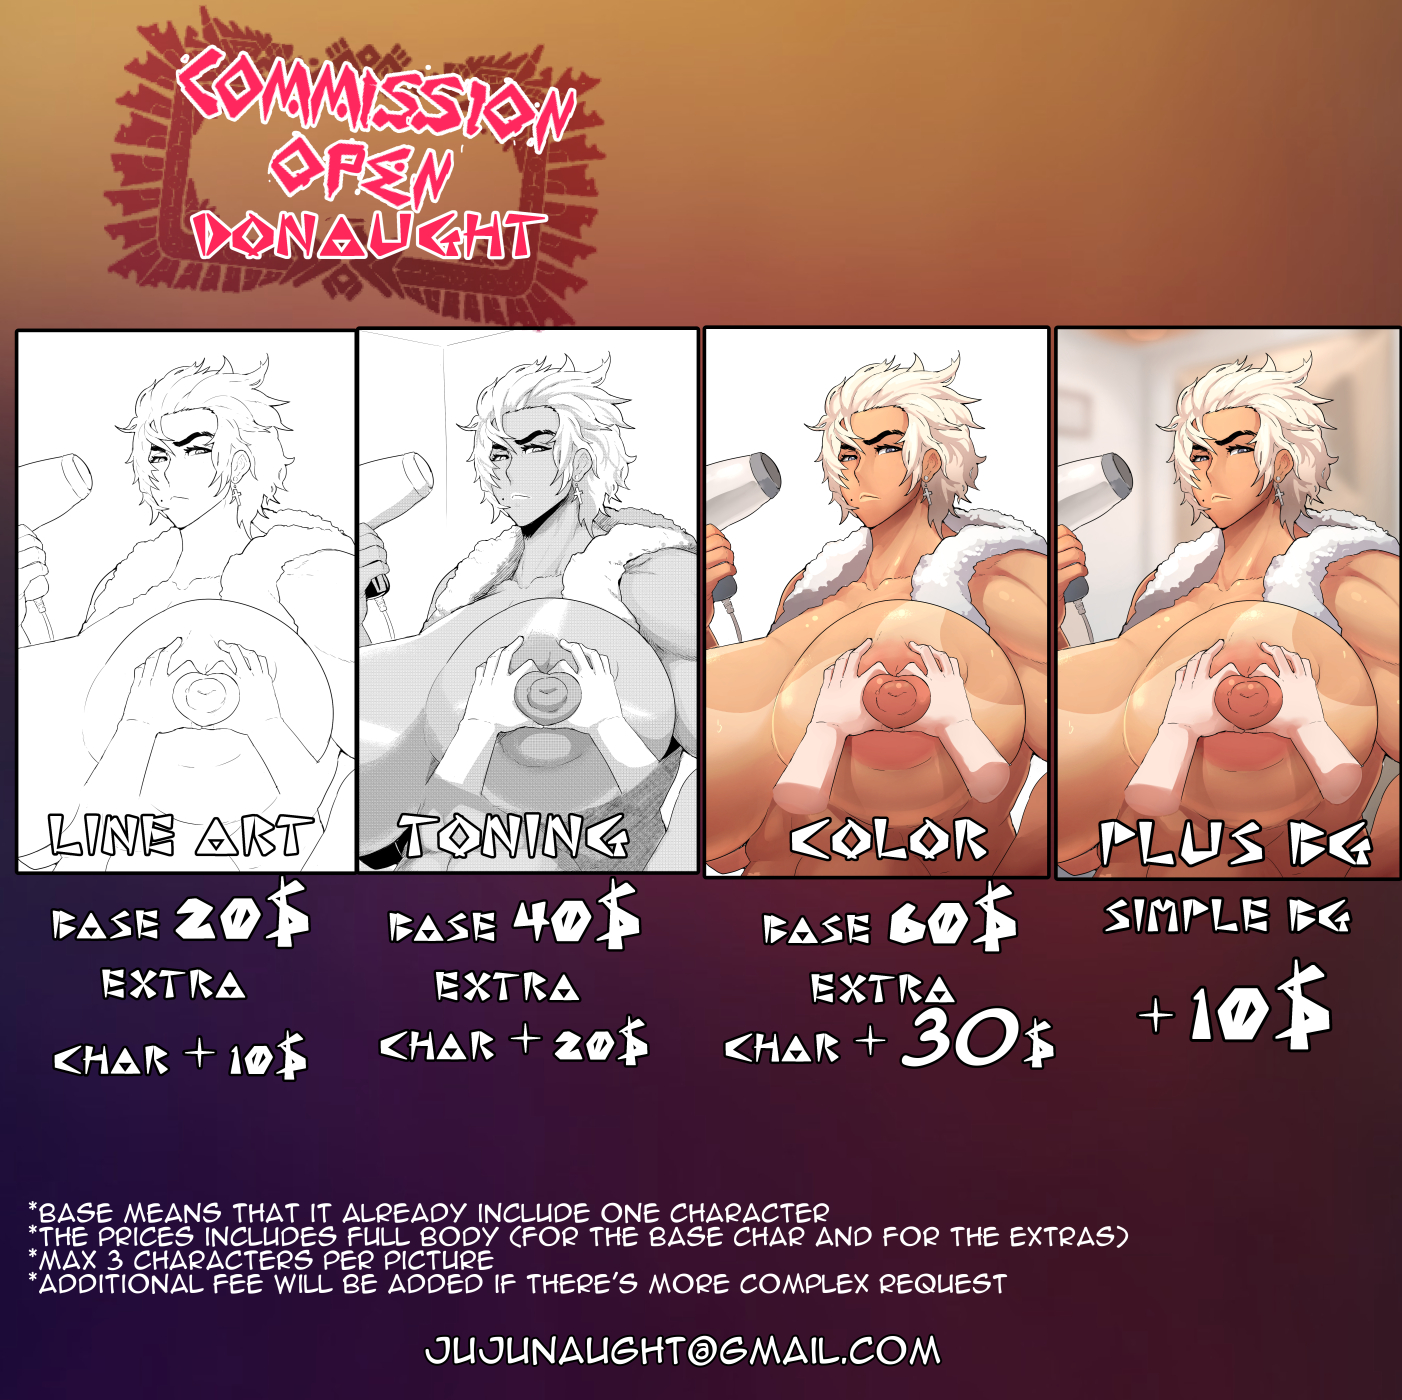 COMMISSION
OPEN
DONAUGHT
LINE ART
TONING
COLOR
PLUS BG
BASE 20$
EXTRA
CHAR + 10$
BASE 40$
EXTRA
CHAR + 20$
BASE 60$
EXTRA
CHAR + 30$
SIMPLE BG
+ 10$
*BASE MEANS THAT IT ALREADY INCLUDE ONE CHARACTER
*THE PRICES INCLUDES FULL BODY (FOR THE BASE CHAR AND FOR THE EXTRAS)
*MAX 3 CHARACTERS PER PICTURE
*ADDITIONAL FEE WILL BE ADDED IF THERE'S MORE COMPLEX REQUEST
JUJUNAUGHT@GMAIL.COM